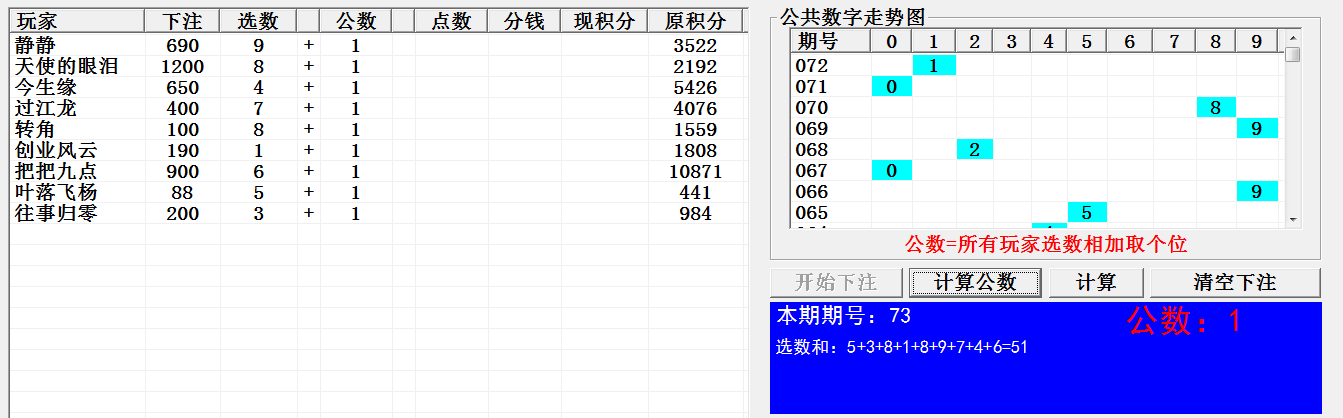 玩家 下注 选数 公数 点数 分钱 现积分 原积分
静静 690 9 + 1 3522
天使的眼泪 1200 8 + 1 2192
今生缘 650 4 + 1 5426
过江龙 400 7 + 1 4076
转角 100 8 + 1 1559
创业风云 190 1 + 1 1808
把把九点 900 6 + 1 10871
叶落飞杨 88 5 + 1 441
往事归零 200 3 + 1 984
公共数字走势图
期号 0 1 2 3 4 5 6 7 8 9
072 1
071 0
070 8
069 9
068 2
067 0
066 9
065 5
公数=所有玩家选数相加取个位
开始下注 计算公数 计算 清空下注
本期期号：73 公数：1
选数和：5+3+8+1+8+9+7+4+6=51